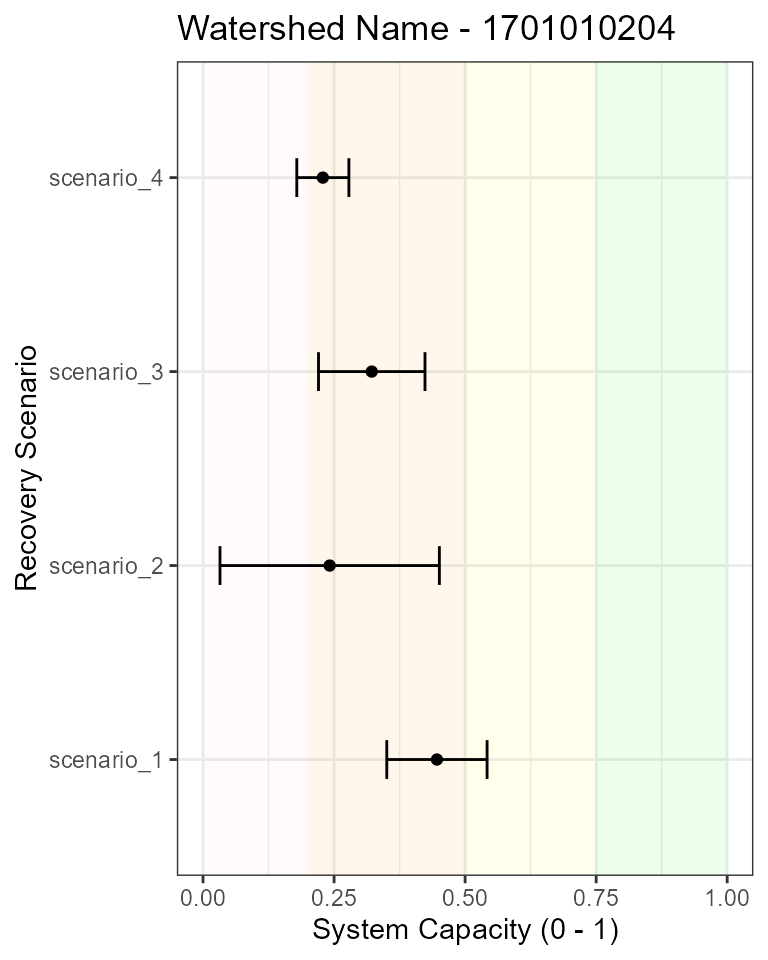 Watershed Name - 1701010204
Recovery Scenario
scenario_4
scenario_3
scenario_2
scenario_1
0.00 0.25 0.50 0.75 1.00
System Capacity (0 - 1)